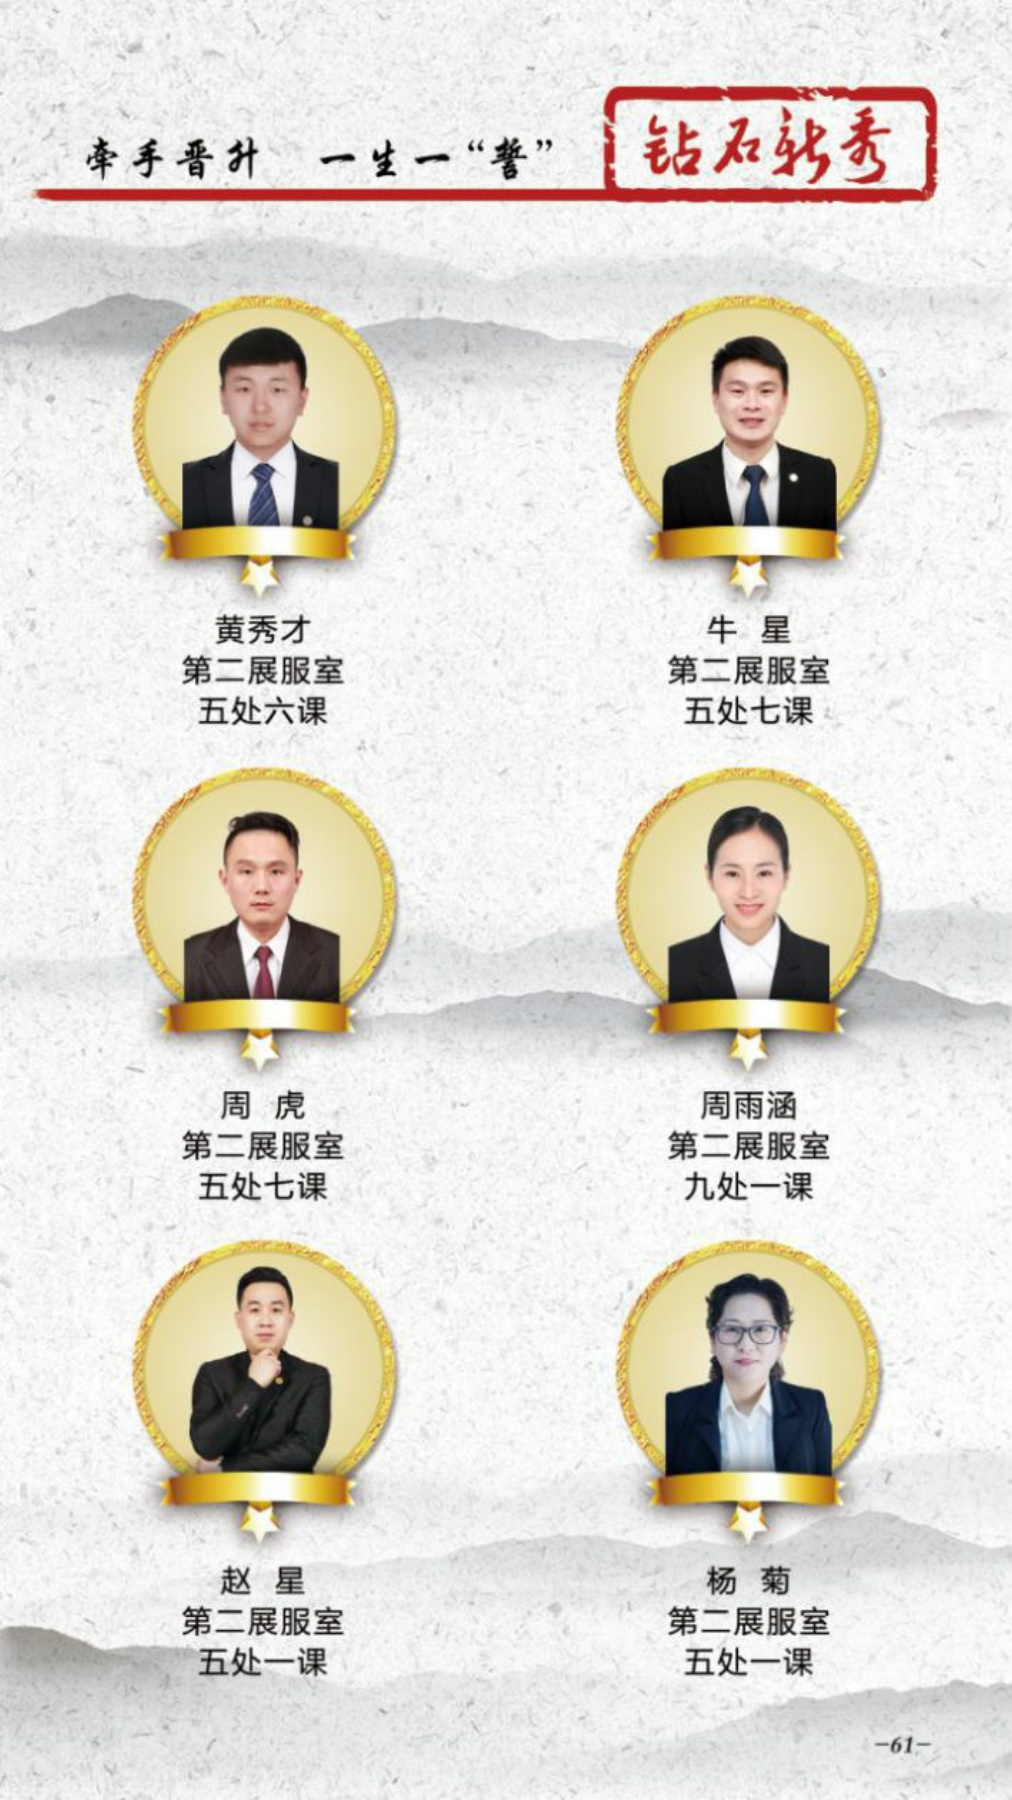 牵手晋升 一生一“誓”
钻石新秀
黄秀才
第二展服室
五处六课
牛 星
第二展服室
五处七课
周 虎
第二展服室
五处七课
周雨涵
第二展服室
九处一课
赵 星
第二展服室
五处一课
杨 菊
第二展服室
五处一课
-61-